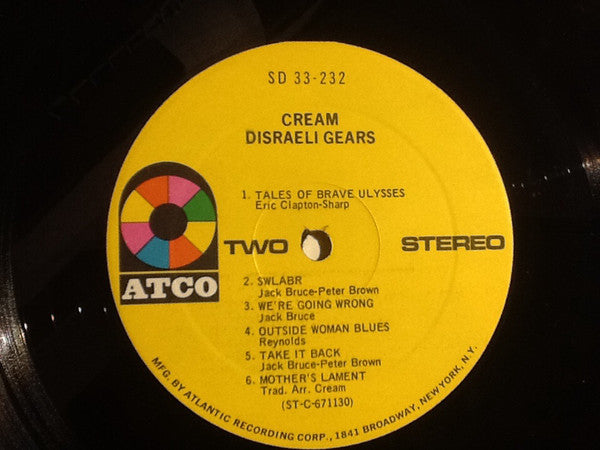 SD 33-232
CREAM
DISRAELI GEARS
1. TALES OF BRAVE ULYSSES
Eric Clapton-Sharp
ATCO
TWO
STEREO
2. SWLABR
Jack Bruce-Peter Brown
3. WE'RE GOING WRONG
Jack Bruce
4. OUTSIDE WOMAN BLUES
Reynolds
5. TAKE IT BACK
Jack Bruce-Peter Brown
6. MOTHER'S LAMENT
Trad. Arr. Cream
(ST-C-671130)
MFG. BY ATLANTIC RECORDING CORP., 1841 BROADWAY, NEW YORK, N.Y.